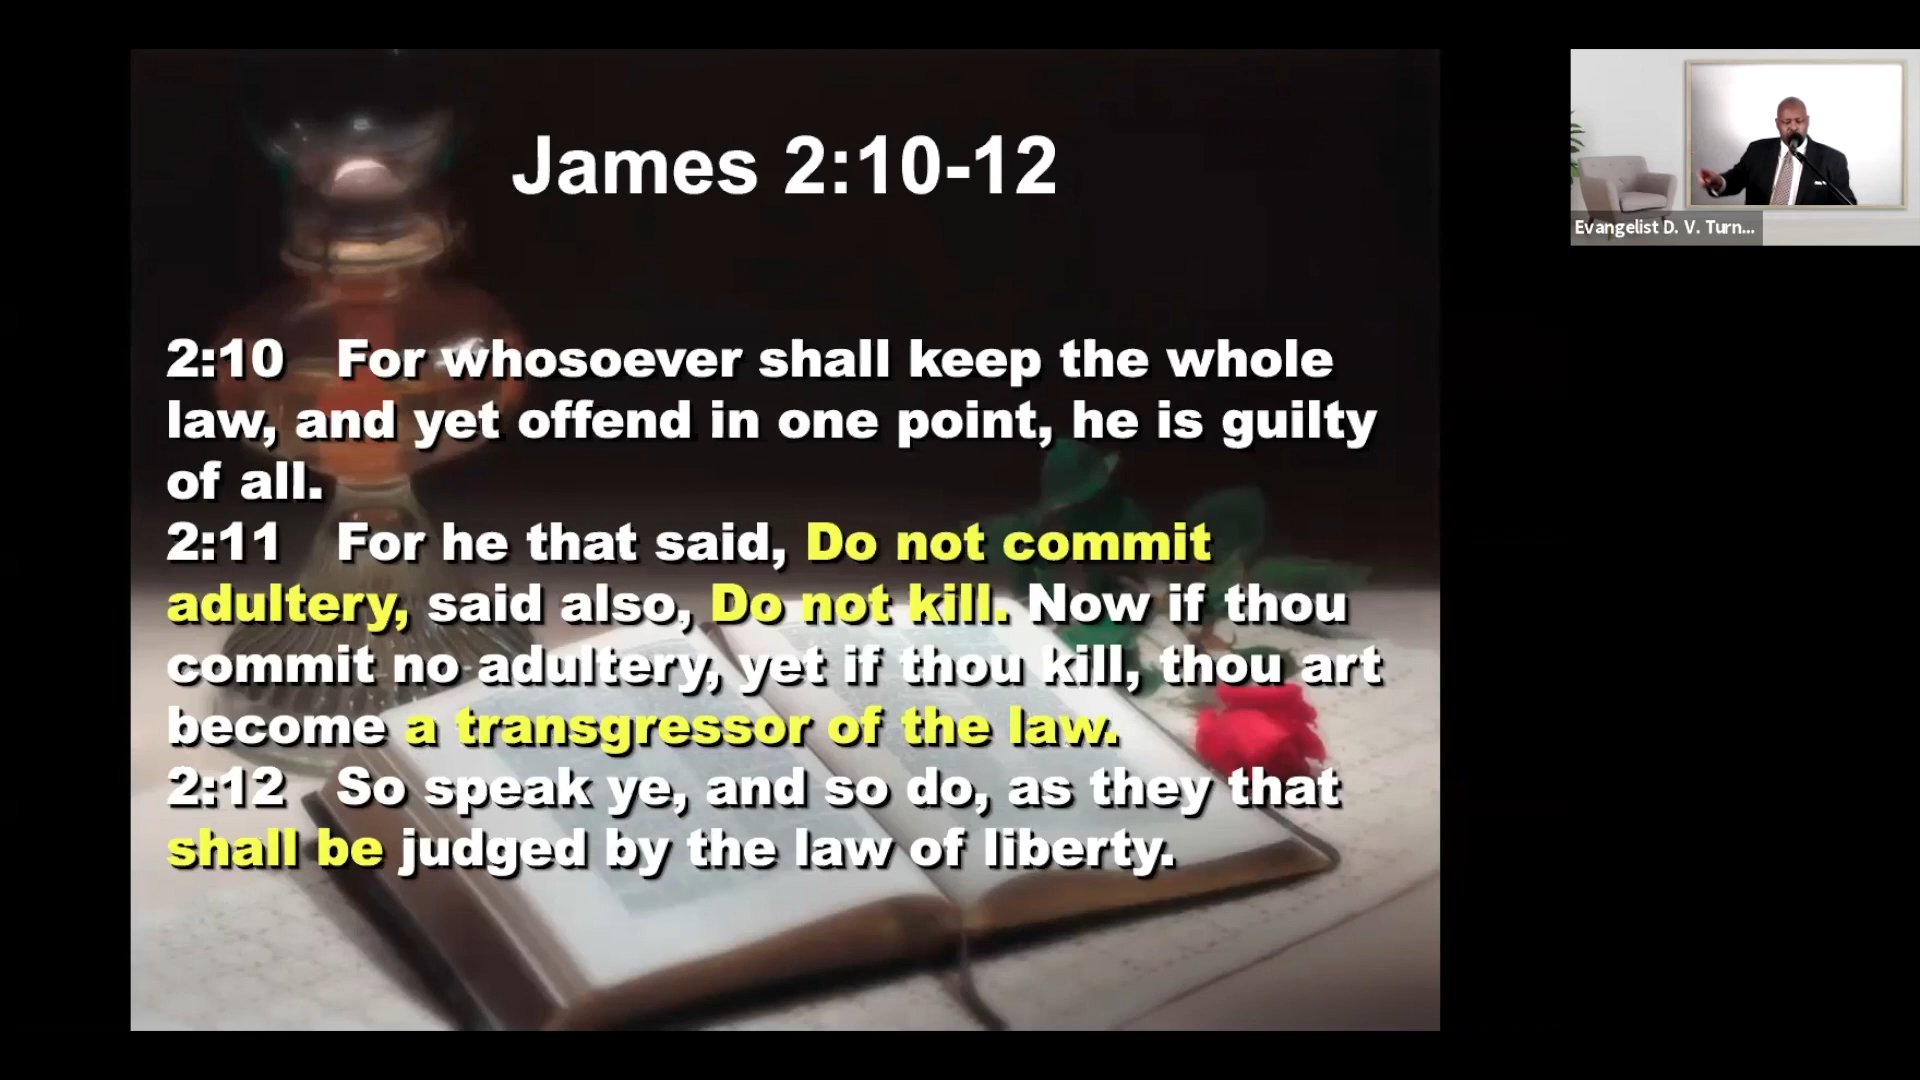 James 2:10-12
2:10 For whosoever shall keep the whole
law, and yet offend in one point, he is guilty
of all.
2:11 For he that said, Do not commit
adultery, said also, Do not kill. Now if thou
commit no adultery, yet if thou kill, thou art
become a transgressor of the law.
2:12 So speak ye, and so do, as they that
shall be judged by the law of liberty.
Evangelist D. V. Turn...